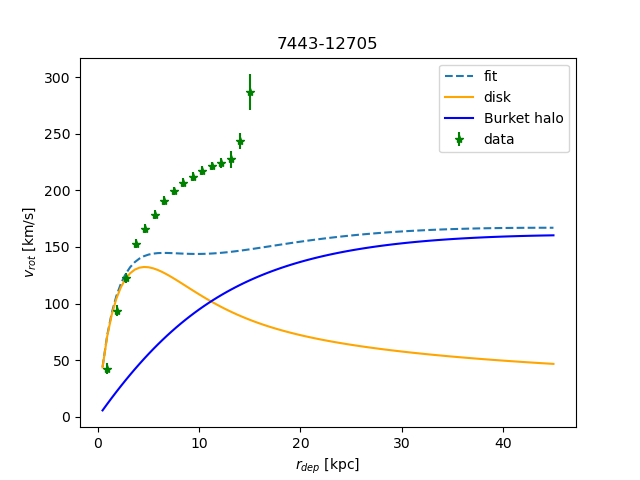 7443-12705
300
250
200
150
100
50
0
v_rot [km/s]
fit
disk
Burket halo
data
0 10 20 30 40
r_dep [kpc]